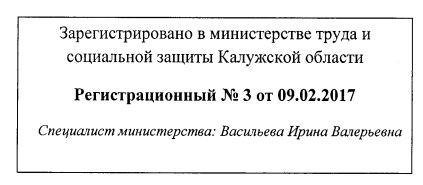 Зарегистрировано в министерстве труда и
социальной защиты Калужской области
Регистрационный № 3 от 09.02.2017
Специалист министерства: Васильева Ирина Валерьевна